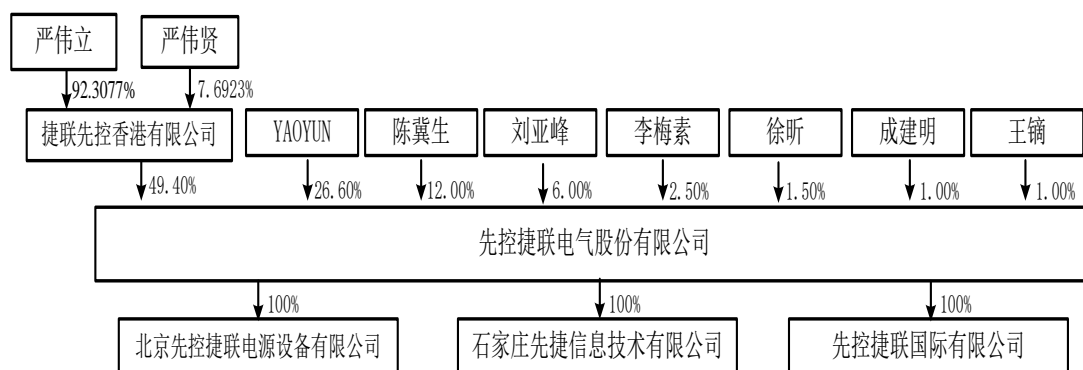 严伟立
严伟贤
92.3077%
7.6923%
捷联先控香港有限公司
YAOYUN
陈冀生
刘亚峰
李梅素
徐昕
成建明
王镝
49.40%
26.60%
12.00%
6.00%
2.50%
1.50%
1.00%
1.00%
先控捷联电气股份有限公司
100%
100%
100%
北京先控捷联电源设备有限公司
石家庄先捷信息技术有限公司
先控捷联国际有限公司